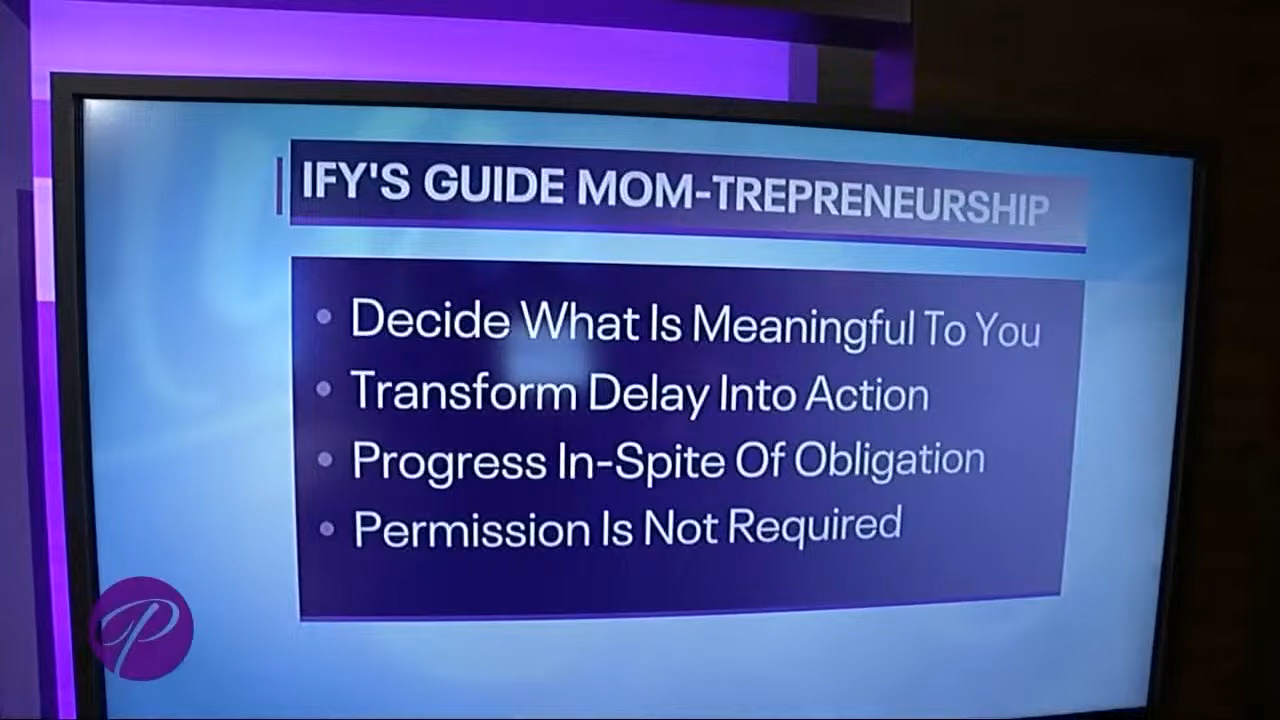 IFY'S GUIDE MOM-TREPRENEURSHIP
• Decide What Is Meaningful To You
• Transform Delay Into Action
• Progress In-Spite Of Obligation
• Permission Is Not Required
P